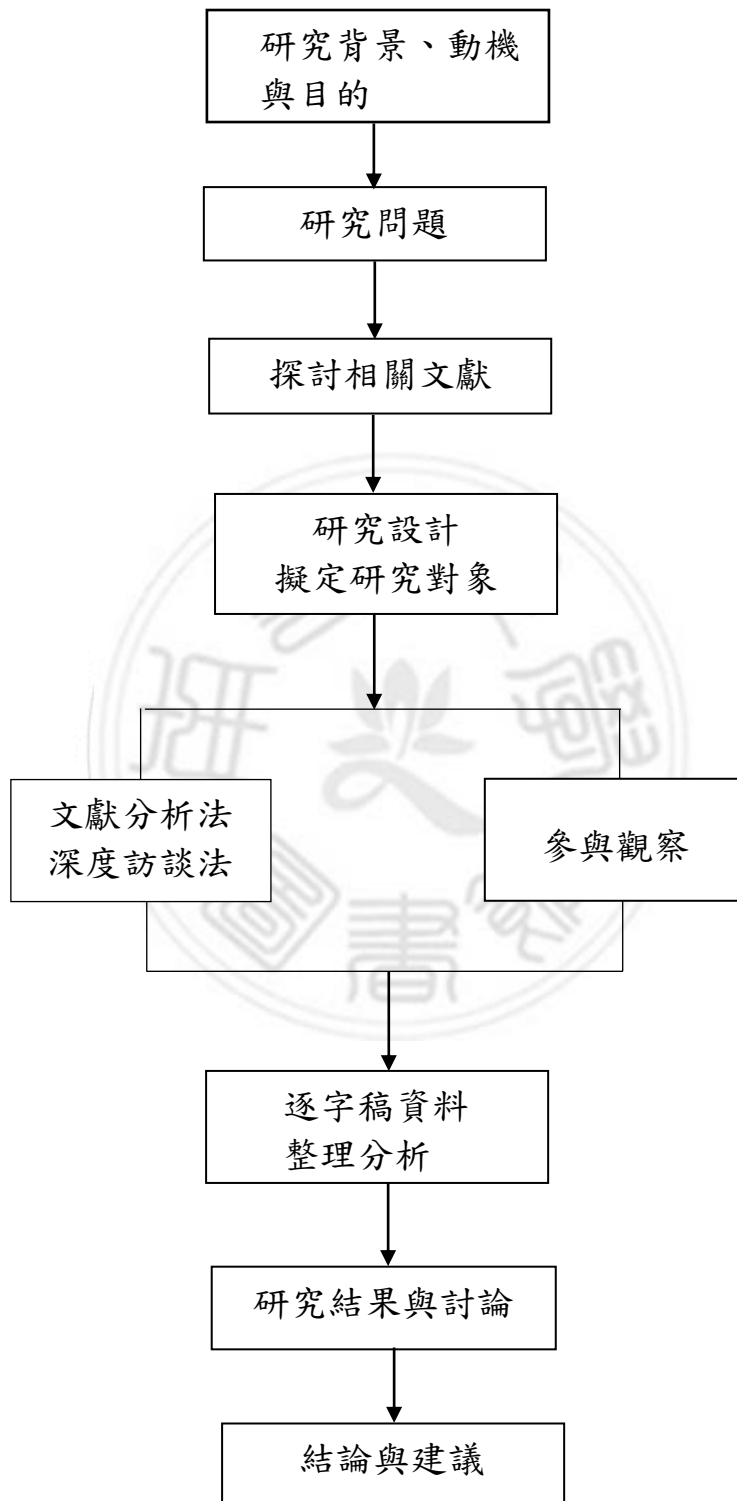 研究背景、動機
與目的
研究問題
探討相關文獻
研究設計
擬定研究對象
文獻分析法
深度訪談法
參與觀察
逐字稿資料
整理分析
研究結果與討論
結論與建議